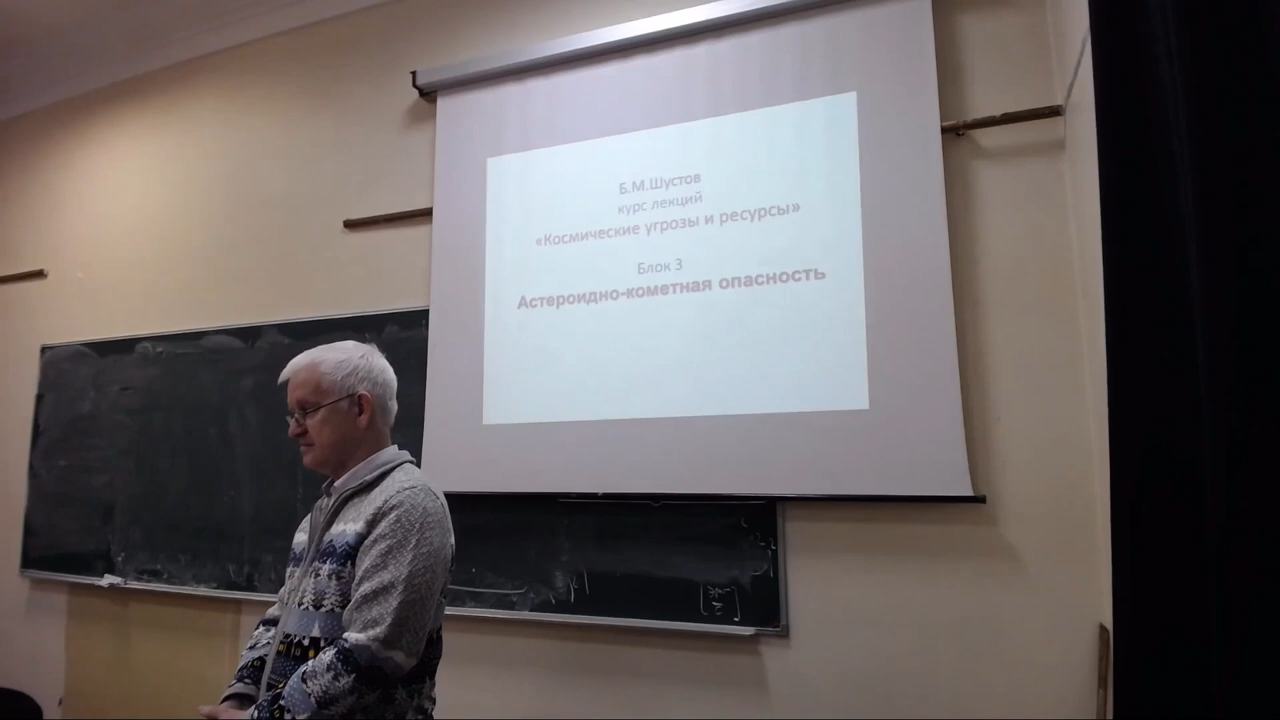 Б.М.Шустов
курс лекций
«Космические угрозы и ресурсы»
Блок 3
Астероидно-кометная опасность